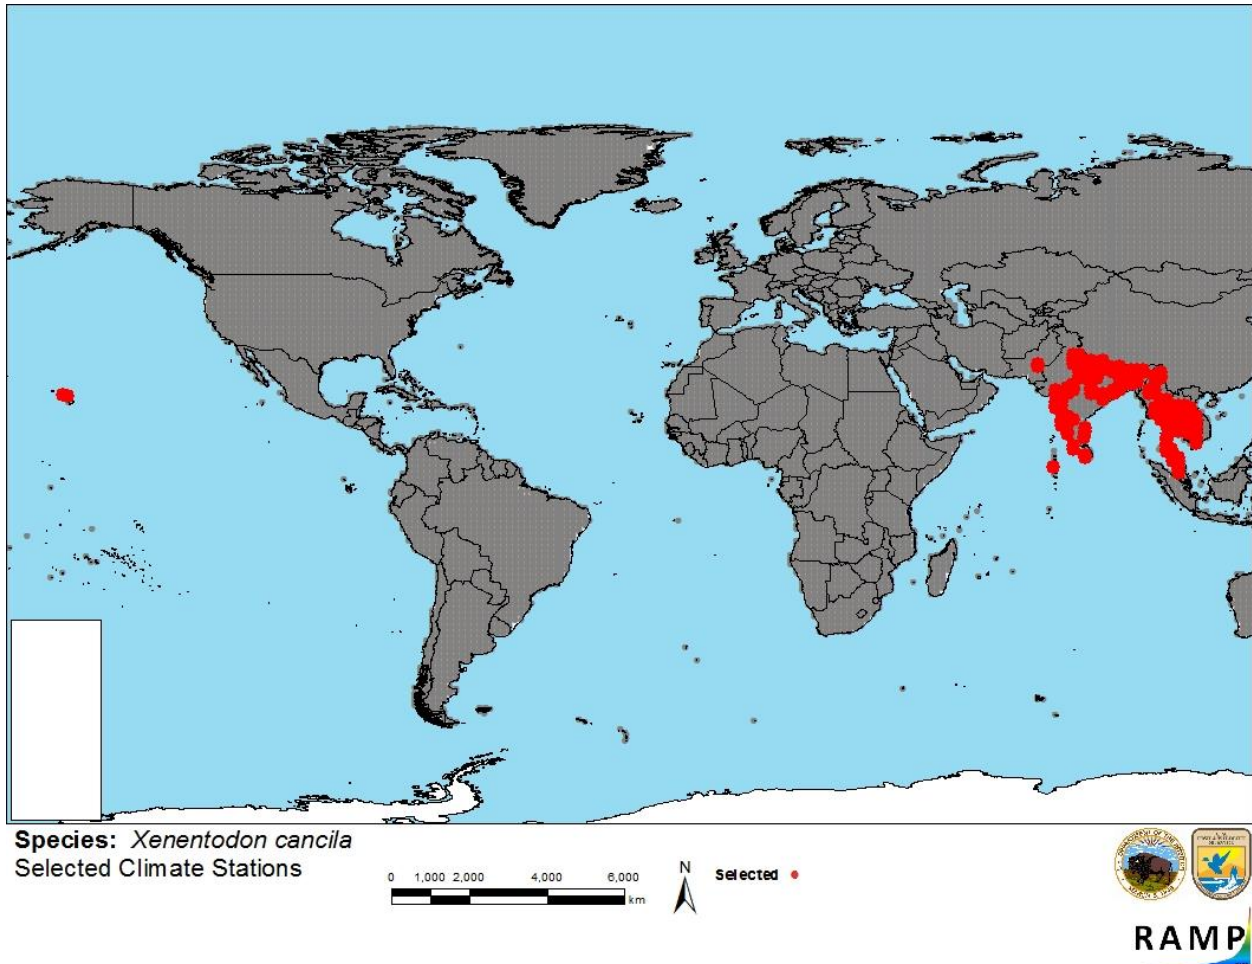 Species: Xenentodon cancila
Selected Climate Stations
0 1,000 2,000 4,000 6,000
km
N
Selected
RAMP